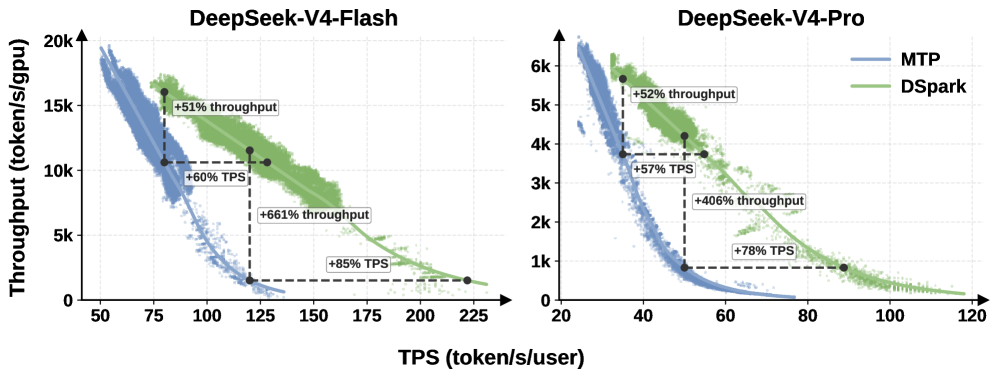 DeepSeek-V4-Flash
Throughput (token/s/gpu)
20k
15k
10k
5k
0
50
75
100
125
150
175
200
225
+51% throughput
+60% TPS
+661% throughput
+85% TPS
DeepSeek-V4-Pro
6k
5k
4k
3k
2k
1k
0
20
40
60
80
100
120
MTP
DSpark
+52% throughput
+57% TPS
+406% throughput
+78% TPS
TPS (token/s/user)